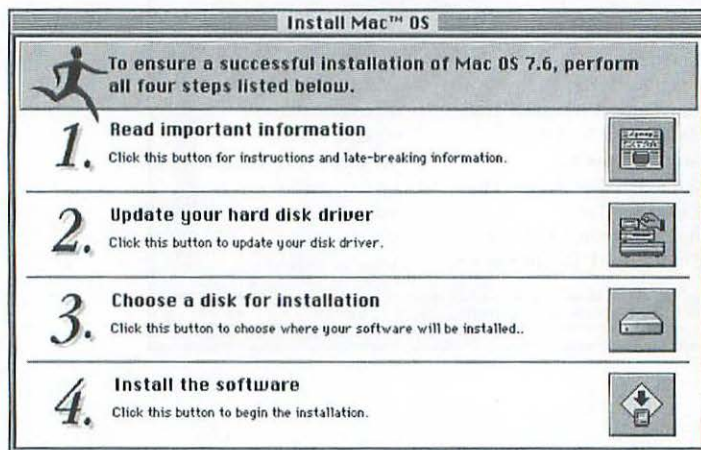 Install Mac™ OS
To ensure a successful installation of Mac OS 7.6, perform
all four steps listed below.
1. Read important information
Click this button for instructions and late-breaking information.
2. Update your hard disk driver
Click this button to update your disk driver.
3. Choose a disk for installation
Click this button to choose where your software will be installed..
4. Install the software
Click this button to begin the installation.